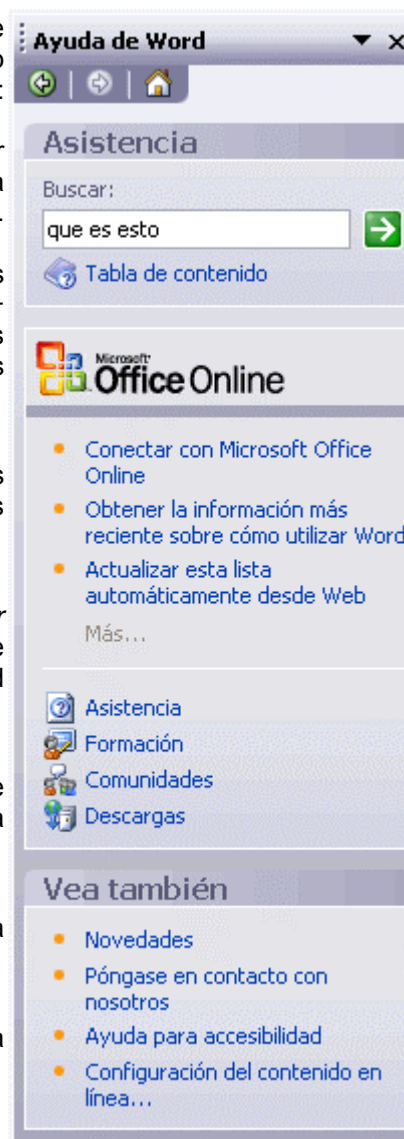 Ayuda de Word
Asistencia
Buscar:
que es esto
Tabla de contenido
Microsoft
Office Online
Conectar con Microsoft Office
Online
Obtener la información más
reciente sobre cómo utilizar Word
Actualizar esta lista
automáticamente desde Web
Más...
Asistencia
Formación
Comunidades
Descargas
Vea también
Novedades
Póngase en contacto con
nosotros
Ayuda para accesibilidad
Configuración del contenido en
línea...